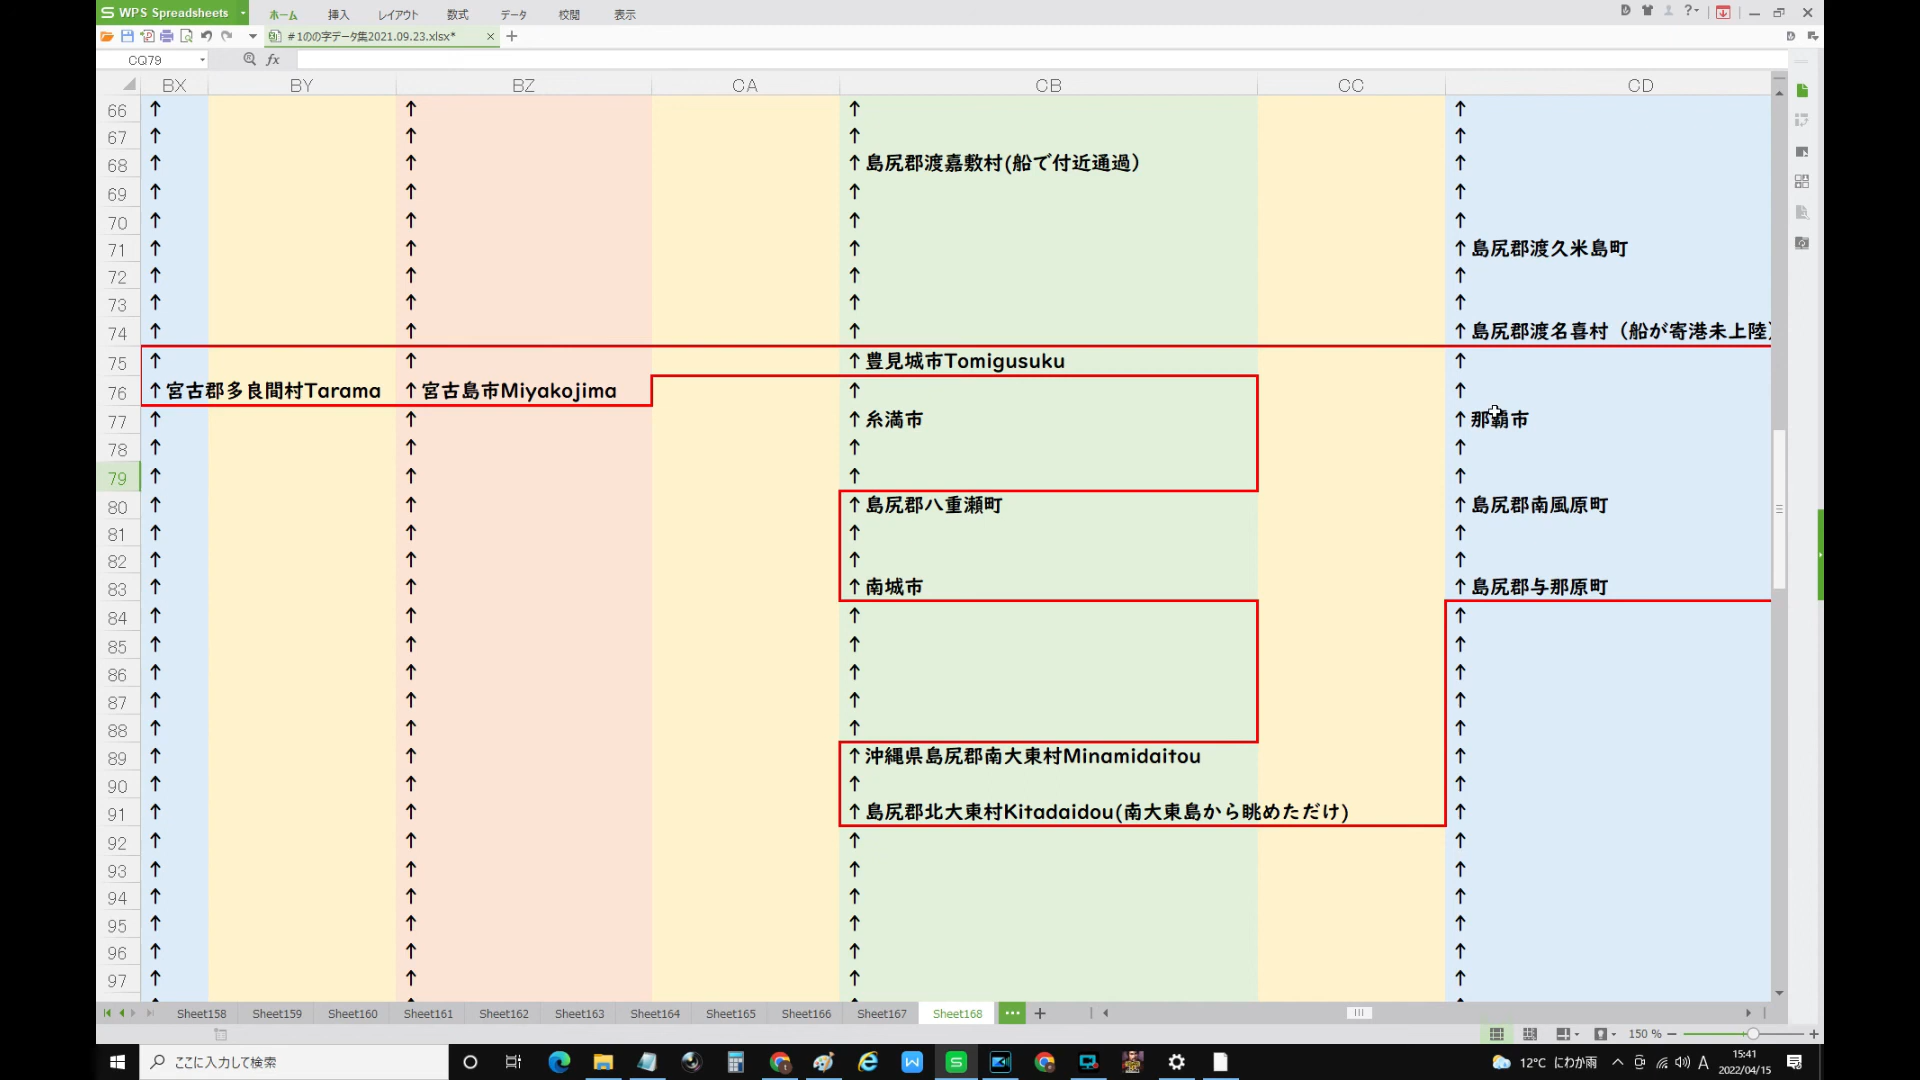 WPS Spreadsheets ホーム 挿入 レイアウト 数式 データ 校閲 表示
#1のの字データ集2021.09.23.xlsx*
CQ79 fx
BX BY BZ CA CB CC CD
66 ↑ ↑ ↑ ↑
67 ↑ ↑ ↑ ↑
68 ↑ ↑ ↑島尻郡渡嘉敷村(船で付近通過) ↑
69 ↑ ↑ ↑ ↑
70 ↑ ↑ ↑ ↑
71 ↑ ↑ ↑ ↑島尻郡渡久米島町
72 ↑ ↑ ↑ ↑
73 ↑ ↑ ↑ ↑
74 ↑ ↑ ↑ ↑島尻郡渡名喜村（船が寄港未上陸）
75 ↑ ↑ ↑豊見城市Tomigusuku ↑
76 ↑宮古郡多良間村Tarama ↑宮古島市Miyakojima ↑ ↑
77 ↑ ↑ ↑糸満市 ↑那覇市
78 ↑ ↑ ↑ ↑
79 ↑ ↑ ↑ ↑
80 ↑ ↑ ↑島尻郡八重瀬町 ↑島尻郡南風原町
81 ↑ ↑ ↑ ↑
82 ↑ ↑ ↑ ↑
83 ↑ ↑ ↑南城市 ↑島尻郡与那原町
84 ↑ ↑ ↑ ↑
85 ↑ ↑ ↑ ↑
86 ↑ ↑ ↑ ↑
87 ↑ ↑ ↑ ↑
88 ↑ ↑ ↑ ↑
89 ↑ ↑ ↑沖縄県島尻郡南大東村Minamidaitou ↑
90 ↑ ↑ ↑ ↑
91 ↑ ↑ ↑島尻郡北大東村Kitadaidou(南大東島から眺めただけ) ↑
92 ↑ ↑ ↑ ↑
93 ↑ ↑ ↑ ↑
94 ↑ ↑ ↑ ↑
95 ↑ ↑ ↑ ↑
96 ↑ ↑ ↑ ↑
97 ↑ ↑ ↑ ↑
Sheet158 Sheet159 Sheet160 Sheet161 Sheet162 Sheet163 Sheet164 Sheet165 Sheet166 Sheet167 Sheet168
150 %
ここに入力して検索
12°C にわか雨 A 15:41
2022/04/15